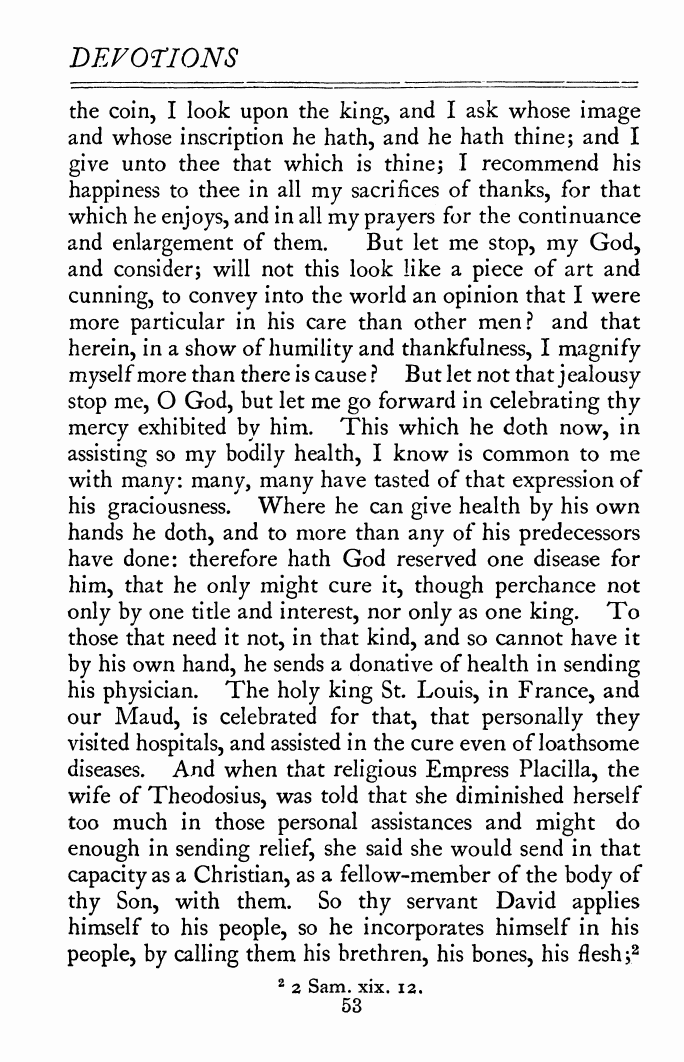 DEVOTIONS
the coin, I look upon the king, and I ask whose image
and whose inscription he hath, and he hath thine; and I
give unto thee that which is thine; I recommend his
happiness to thee in all my sacrifices of thanks, for that
which he enjoys, and in all my prayers for the continuance
and enlargement of them. But let me stop, my God,
and consider; will not this look like a piece of art and
cunning, to convey into the world an opinion that I were
more particular in his care than other men? and that
herein, in a show of humility and thankfulness, I magnify
myself more than there is cause? But let not that jealousy
stop me, O God, but let me go forward in celebrating thy
mercy exhibited by him. This which he doth now, in
assisting so my bodily health, I know is common to me
with many: many, many have tasted of that expression of
his graciousness. Where he can give health by his own
hands he doth, and to more than any of his predecessors
have done: therefore hath God reserved one disease for
him, that he only might cure it, though perchance not
only by one title and interest, nor only as one king. To
those that need it not, in that kind, and so cannot have it
by his own hand, he sends a donative of health in sending
his physician. The holy king St. Louis, in France, and
our Maud, is celebrated for that, that personally they
visited hospitals, and assisted in the cure even of loathsome
diseases. And when that religious Empress Placilla, the
wife of Theodosius, was told that she diminished herself
too much in those personal assistances and might do
enough in sending relief, she said she would send in that
capacity as a Christian, as a fellow-member of the body of
thy Son, with them. So thy servant David applies
himself to his people, so he incorporates himself in his
people, by calling them his brethren, his bones, his flesh;²
² 2 Sam. xix. 12.
53